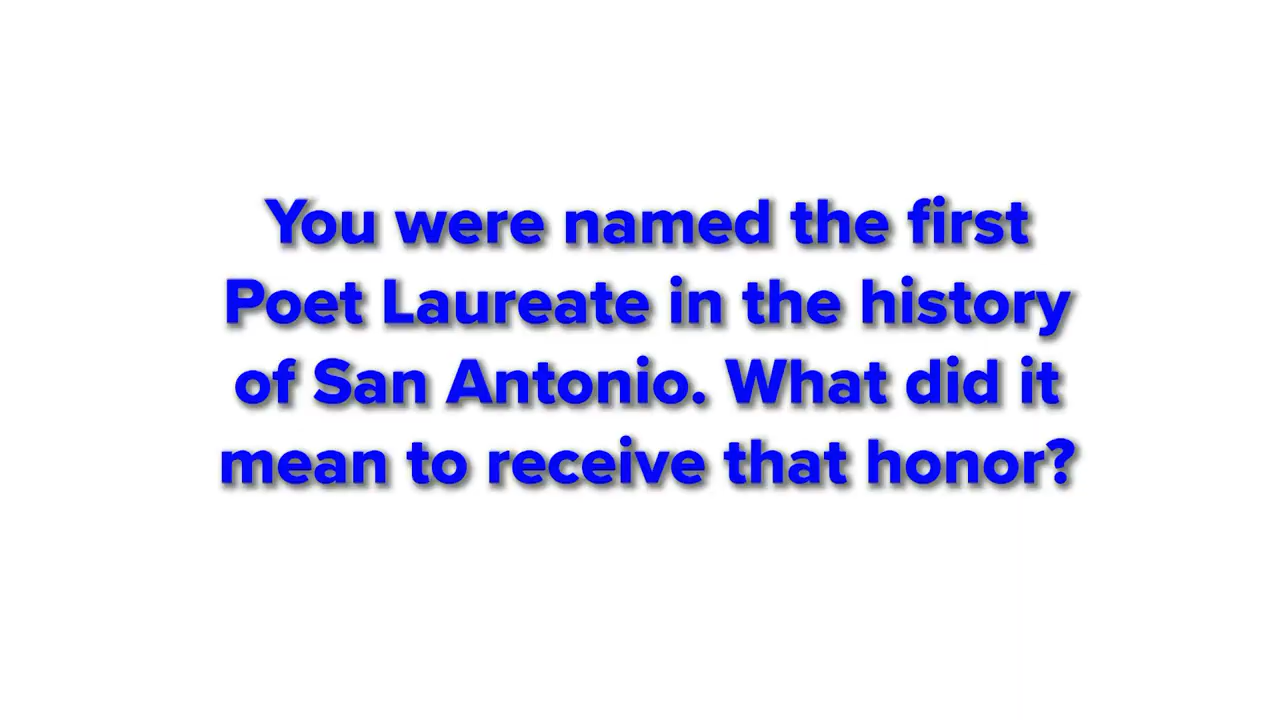 You were named the first
Poet Laureate in the history
of San Antonio. What did it
mean to receive that honor?